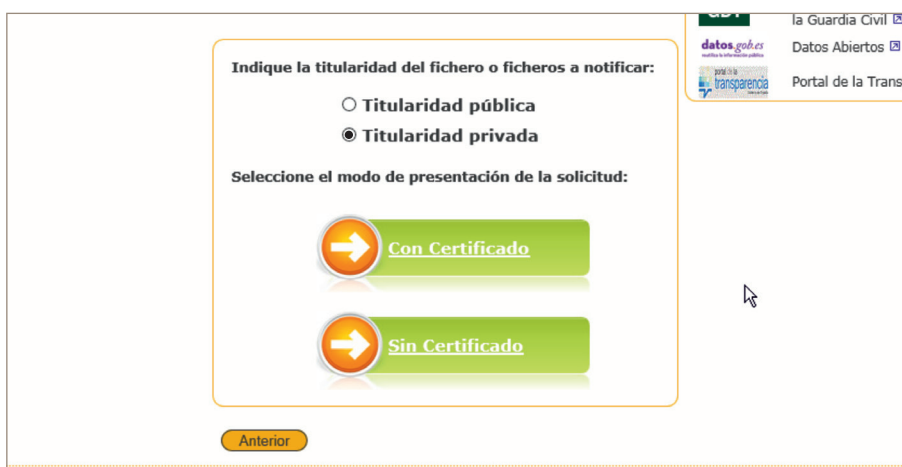 Indique la titularidad del fichero o ficheros a notificar:
Titularidad pública
Titularidad privada
Seleccione el modo de presentación de la solicitud:
Con Certificado
Sin Certificado
Anterior
la Guardia Civil
datos.gob.es
Datos Abiertos
portal de la
transparencia
Portal de la Trans